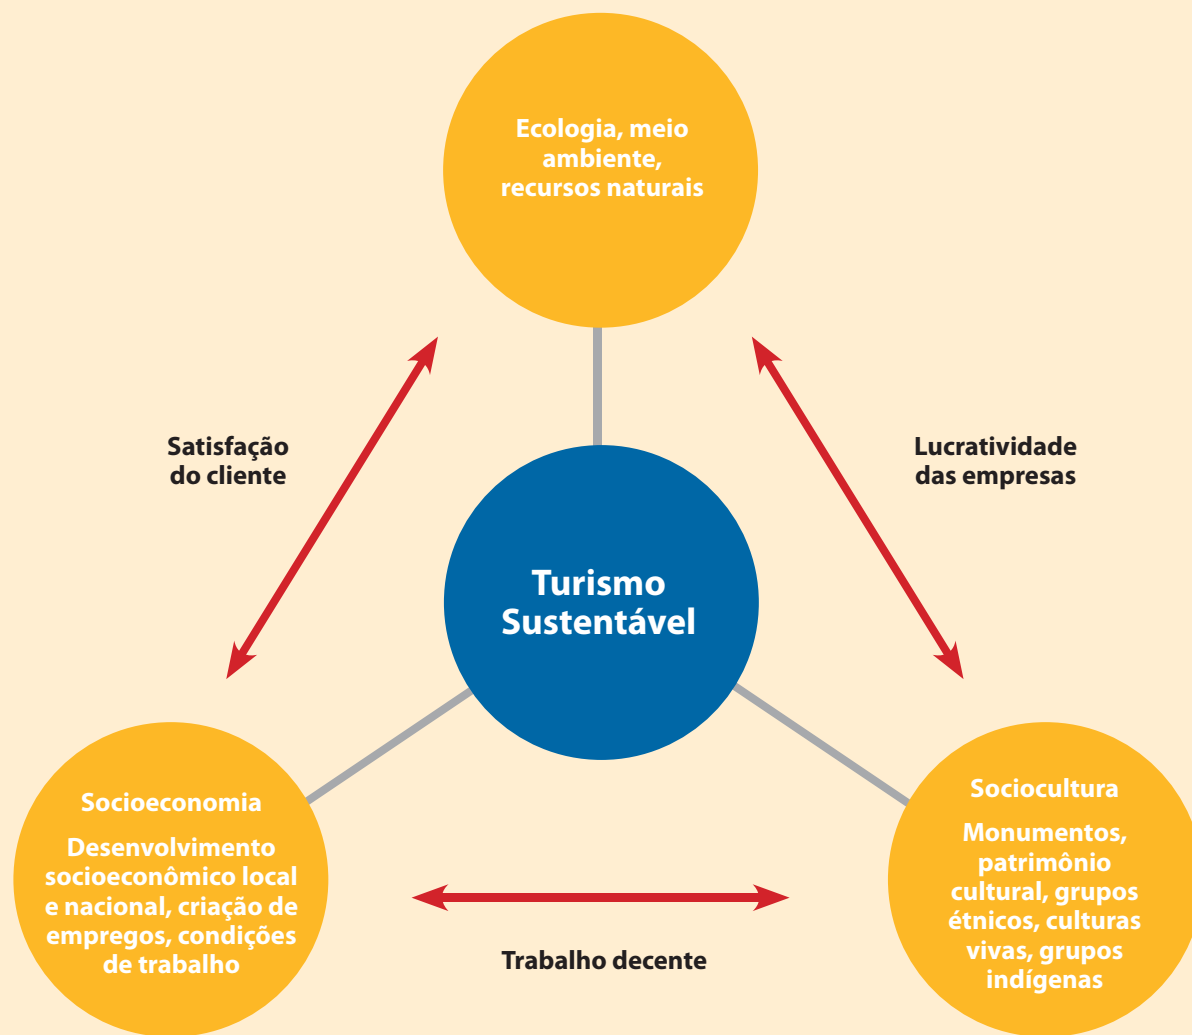 Ecologia, meio
ambiente,
recursos naturais
Satisfação
do cliente
Lucratividade
das empresas
Turismo
Sustentável
Socioeconomia
Desenvolvimento
socioeconômico local
e nacional, criação de
empregos, condições
de trabalho
Trabalho decente
Sociocultura
Monumentos,
patrimônio
cultural, grupos
étnicos, culturas
vivas, grupos
indígenas